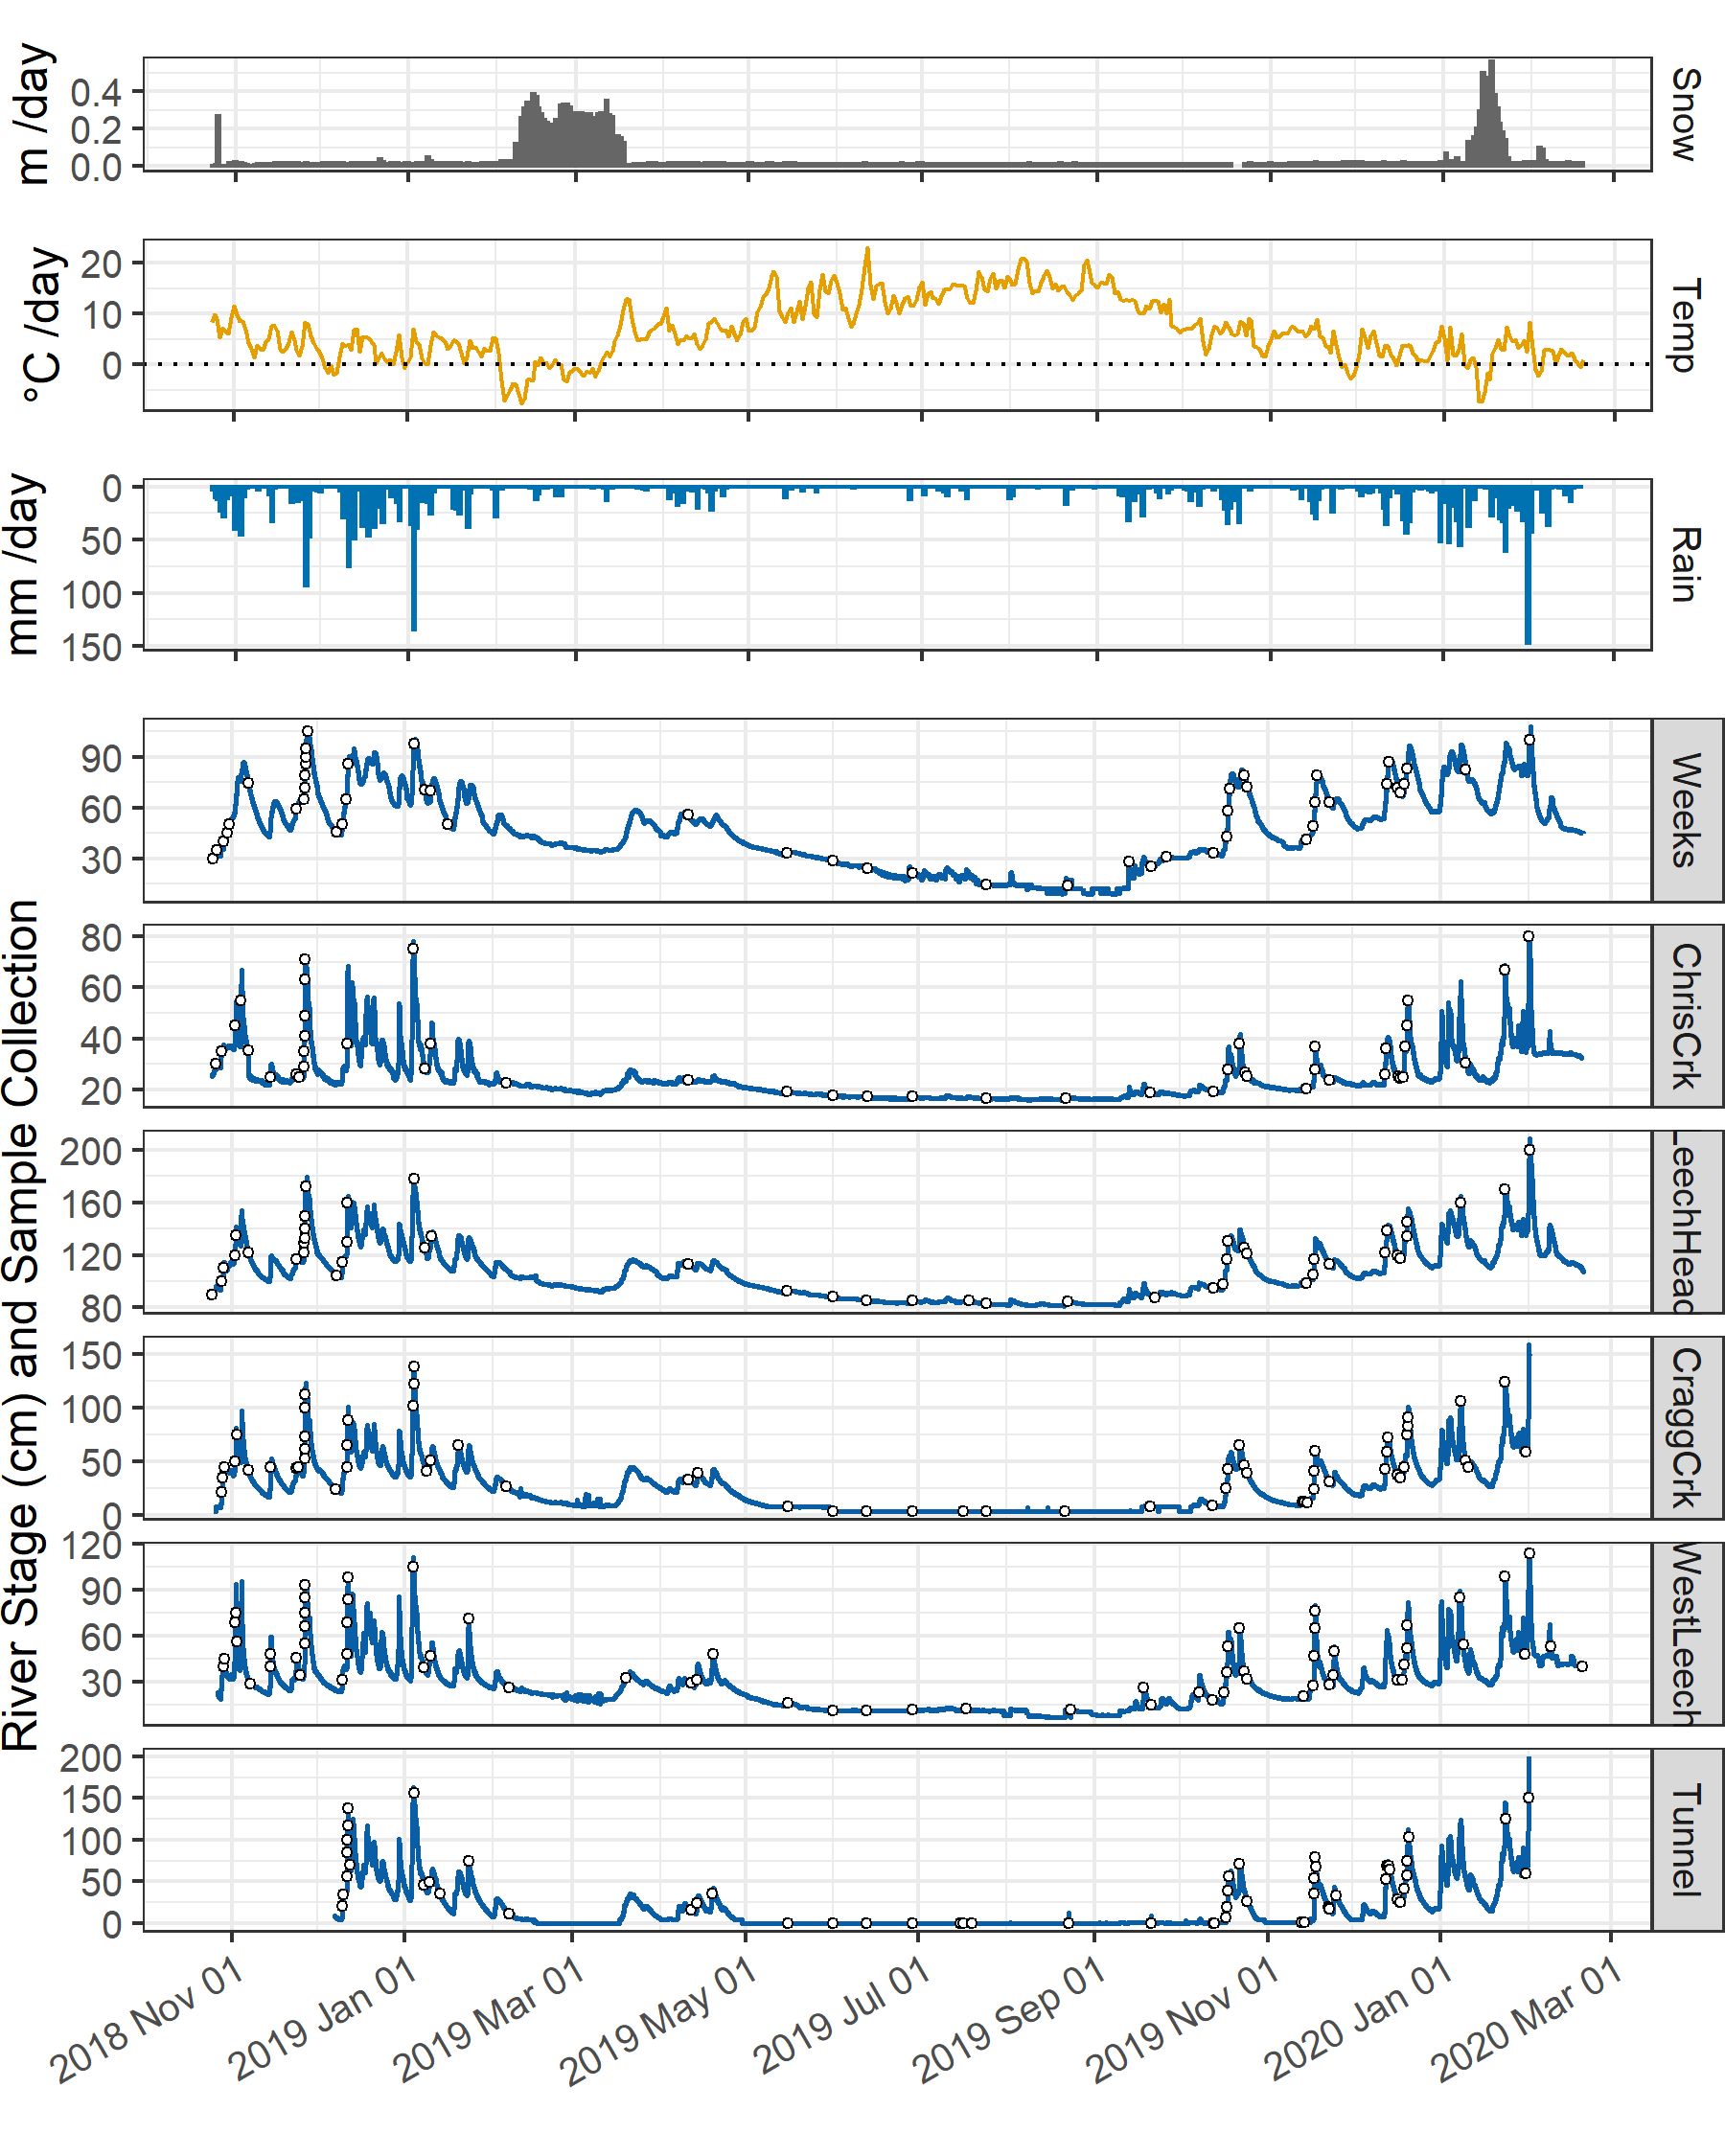 m /day
0.4
0.2
0.0
Snow
°C /day
20
10
0
Temp
mm /day
0
50
100
150
Rain
River Stage (cm) and Sample Collection
90
60
30
Weeks
80
60
40
20
ChrisCrk
200
160
120
80
LeechHead
150
100
50
0
CraggCrk
120
90
60
30
WestLeech
200
150
100
50
0
Tunnel
2018 Nov 01
2019 Jan 01
2019 Mar 01
2019 May 01
2019 Jul 01
2019 Sep 01
2019 Nov 01
2020 Jan 01
2020 Mar 01